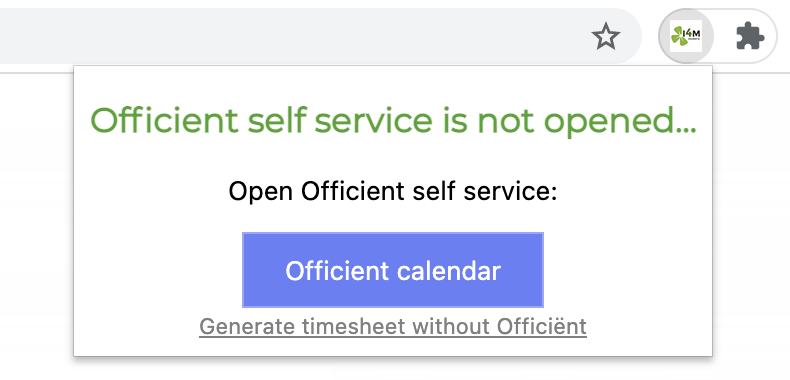 I4M
Officient self service is not opened...
Open Officient self service:
Officient calendar
Generate timesheet without Officiënt